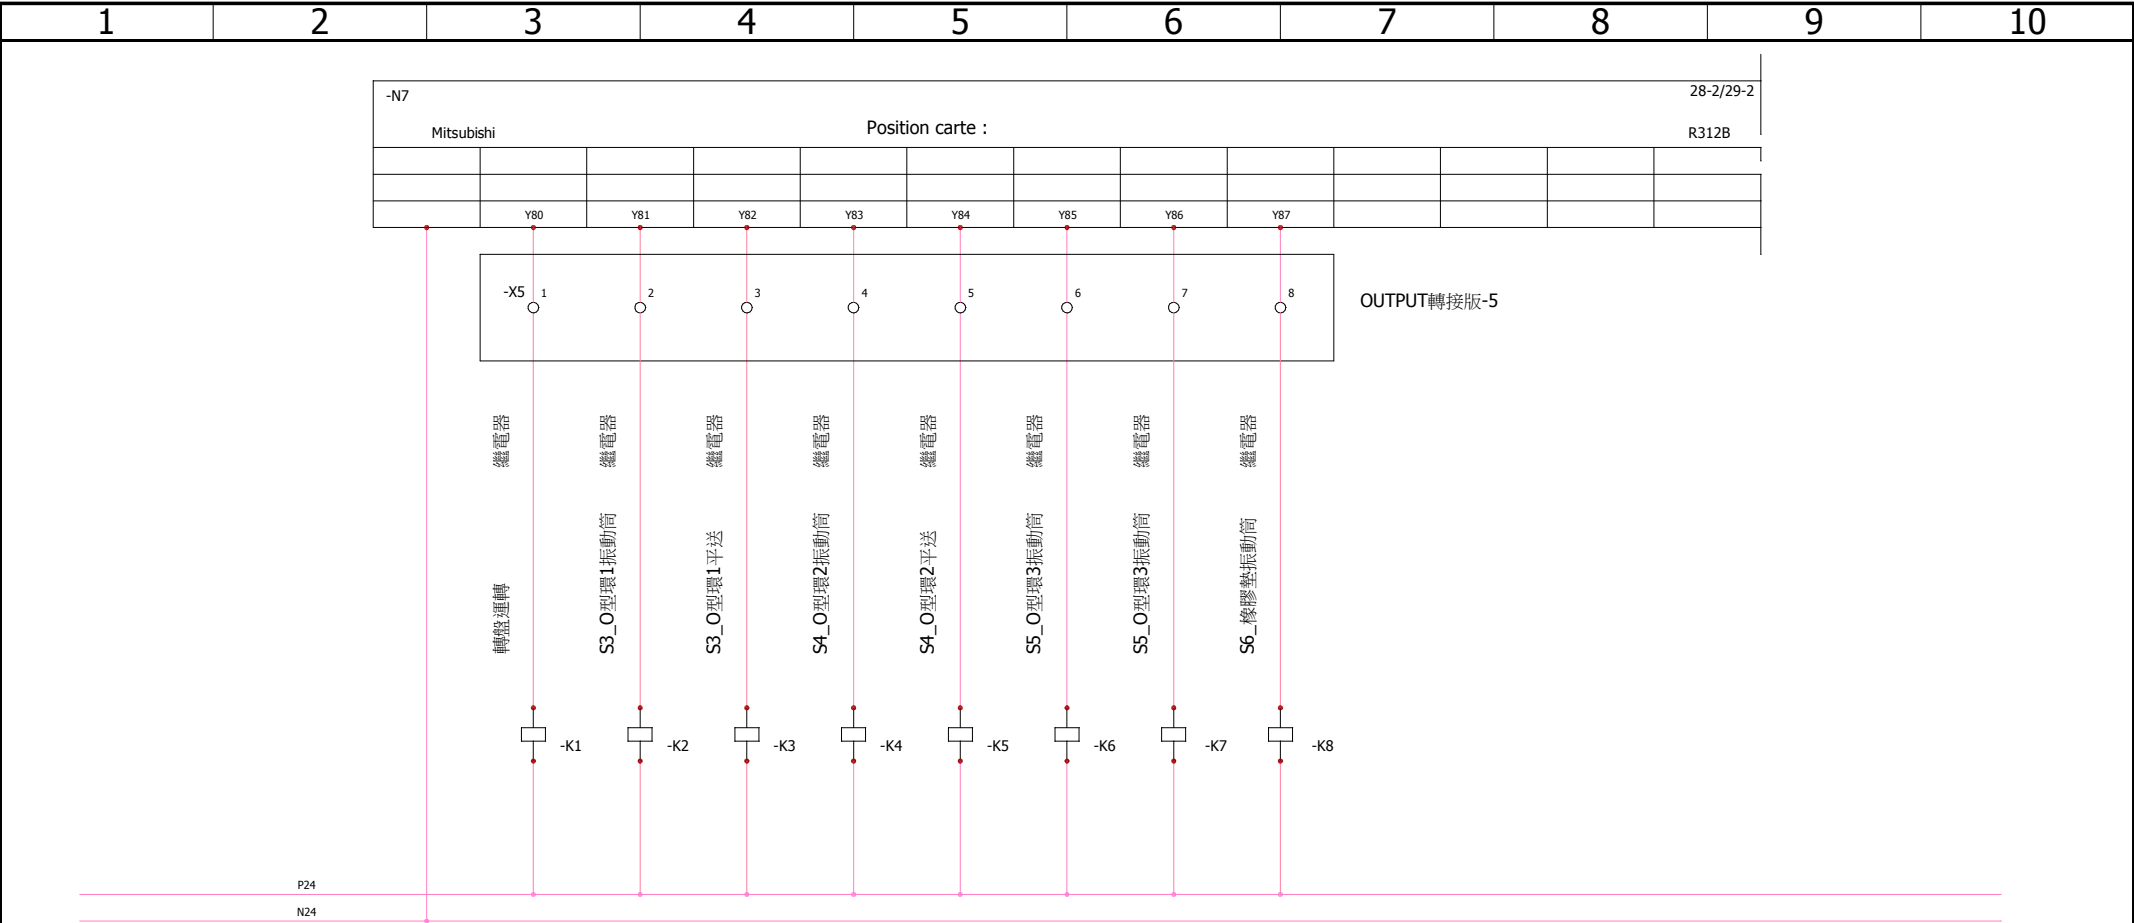 1 2 3 4 5 6 7 8 9 10
-N7 28-2/29-2
Mitsubishi Position carte : R312B
Y80 Y81 Y82 Y83 Y84 Y85 Y86 Y87
-X5 1 2 3 4 5 6 7 8
OUTPUT轉接版-5
轉盤運轉 繼電器
S3_O型環1振動筒 繼電器
S3_O型環1平送 繼電器
S4_O型環2振動筒 繼電器
S4_O型環2平送 繼電器
S5_O型環3振動筒 繼電器
S5_O型環3振動筒 繼電器
S6_橡膠墊振動筒 繼電器
-K1 -K2 -K3 -K4 -K5 -K6 -K7 -K8
P24
N24